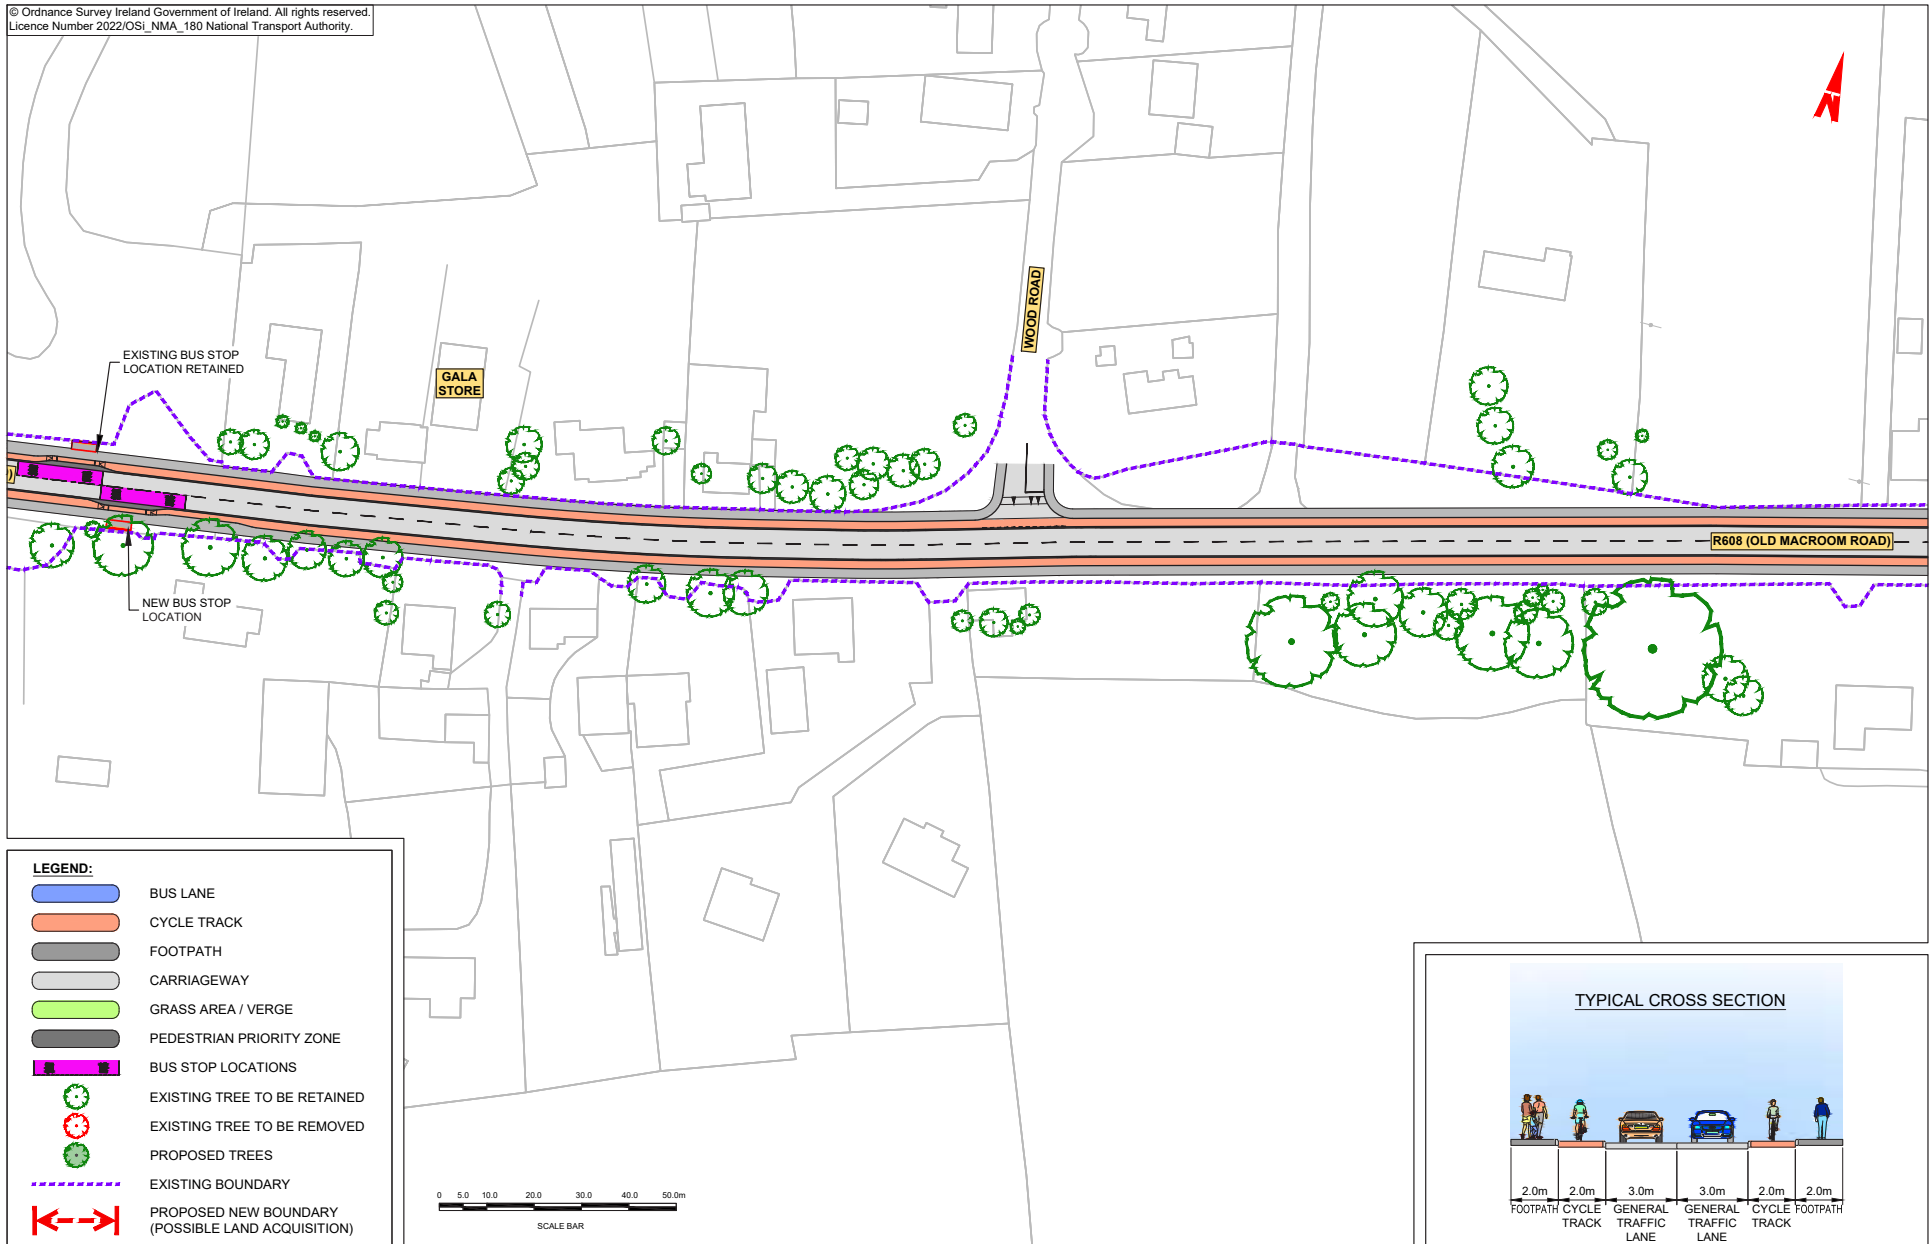 © Ordnance Survey Ireland Government of Ireland. All rights reserved.
Licence Number 2022/OSi_NMA_180 National Transport Authority.
N
WOOD ROAD
EXISTING BUS STOP
LOCATION RETAINED
GALA
STORE
)
R608 (OLD MACROOM ROAD)
NEW BUS STOP
LOCATION
LEGEND:
BUS LANE
CYCLE TRACK
FOOTPATH
CARRIAGEWAY
GRASS AREA / VERGE
PEDESTRIAN PRIORITY ZONE
BUS STOP LOCATIONS
EXISTING TREE TO BE RETAINED
EXISTING TREE TO BE REMOVED
PROPOSED TREES
EXISTING BOUNDARY
PROPOSED NEW BOUNDARY
(POSSIBLE LAND ACQUISITION)
0 5.0 10.0 20.0 30.0 40.0 50.0m
SCALE BAR
TYPICAL CROSS SECTION
2.0m 2.0m 3.0m 3.0m 2.0m 2.0m
FOOTPATH CYCLE GENERAL GENERAL CYCLE FOOTPATH
TRACK TRAFFIC TRAFFIC TRACK
LANE LANE